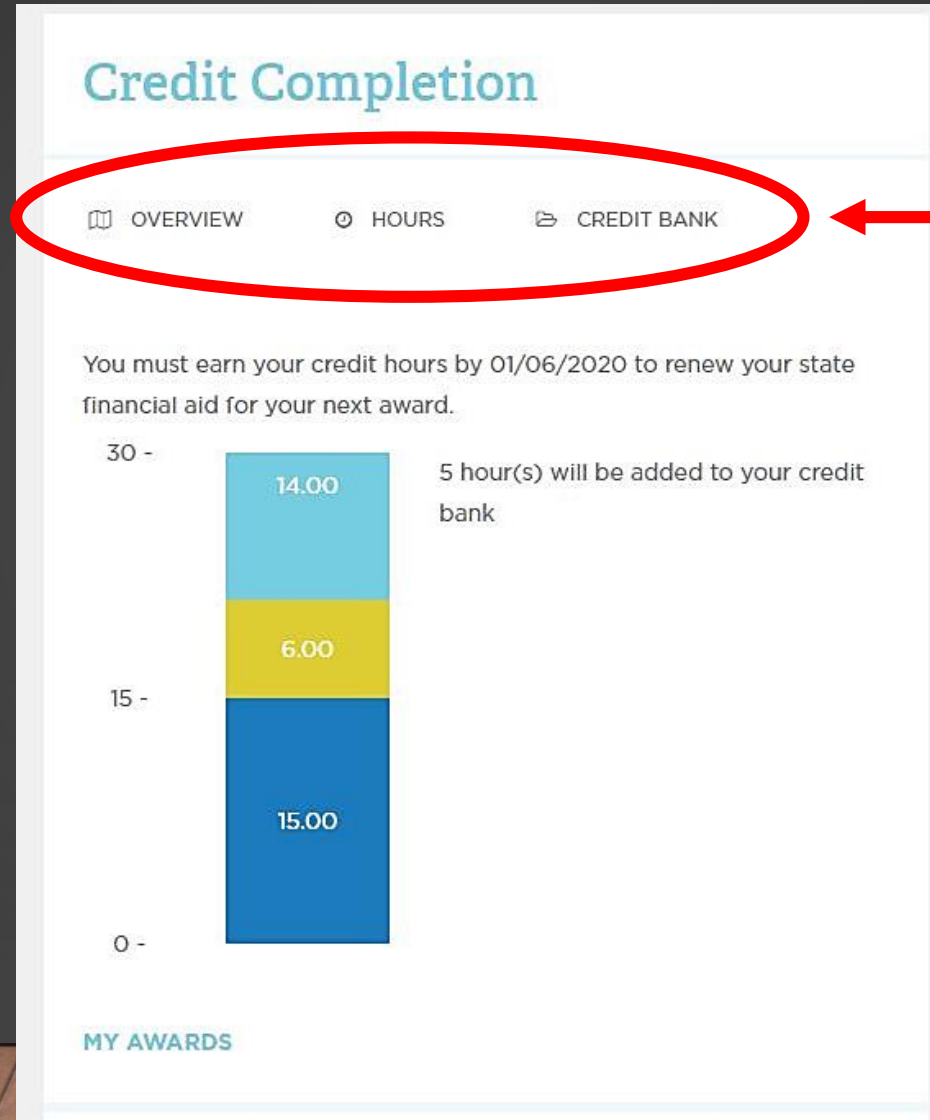 Credit Completion
OVERVIEW HOURS CREDIT BANK
You must earn your credit hours by 01/06/2020 to renew your state
financial aid for your next award.
30 -
14.00
5 hour(s) will be added to your credit
bank
6.00
15 -
15.00
0 -
MY AWARDS